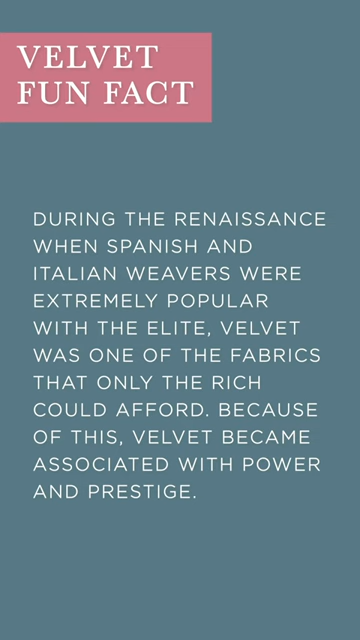 VELVET
FUN FACT
DURING THE RENAISSANCE
WHEN SPANISH AND
ITALIAN WEAVERS WERE
EXTREMELY POPULAR
WITH THE ELITE, VELVET
WAS ONE OF THE FABRICS
THAT ONLY THE RICH
COULD AFFORD. BECAUSE
OF THIS, VELVET BECAME
ASSOCIATED WITH POWER
AND PRESTIGE.